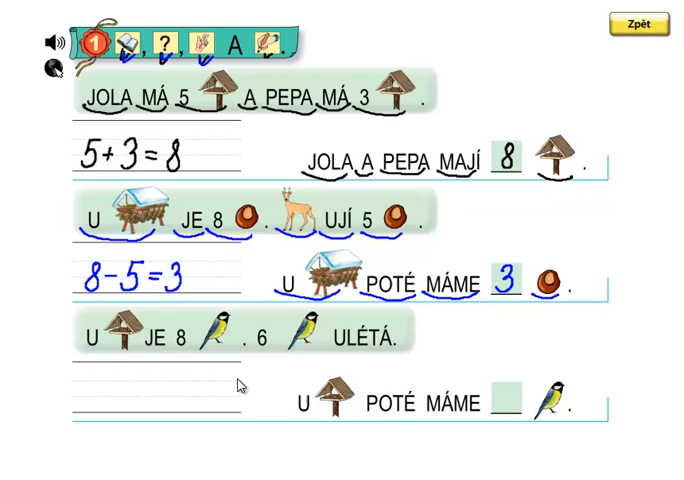 Zpět
1 , ? , A .
JOLA MÁ 5 A PEPA MÁ 3 .
5+3=8
JOLA A PEPA MAJÍ 8 .
U JE 8 . UJÍ 5 .
8-5=3
U POTÉ MÁME 3 .
U JE 8 . 6 ULÉTÁ.
U POTÉ MÁME .